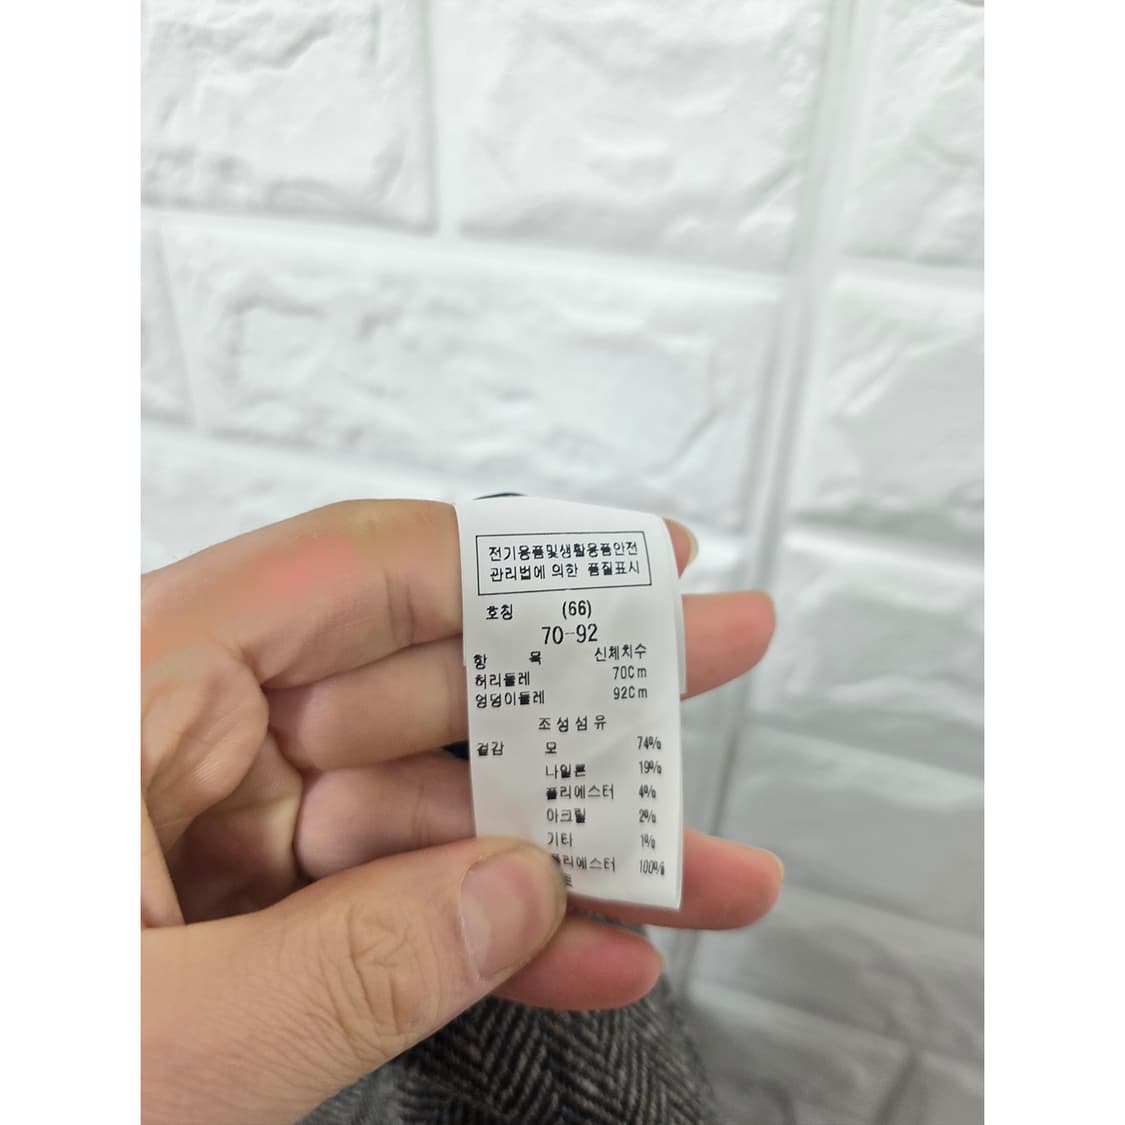 전기용품및생활용품안전
관리법에 의한 품질표시
호칭 (66)
70-92
항 목 신체치수
허리둘레 70Cm
엉덩이둘레 92Cm
조성섬유
겉감 모 74%
나일론 19%
폴리에스터 4%
아크릴 2%
기타 1%
폴리에스터 100%